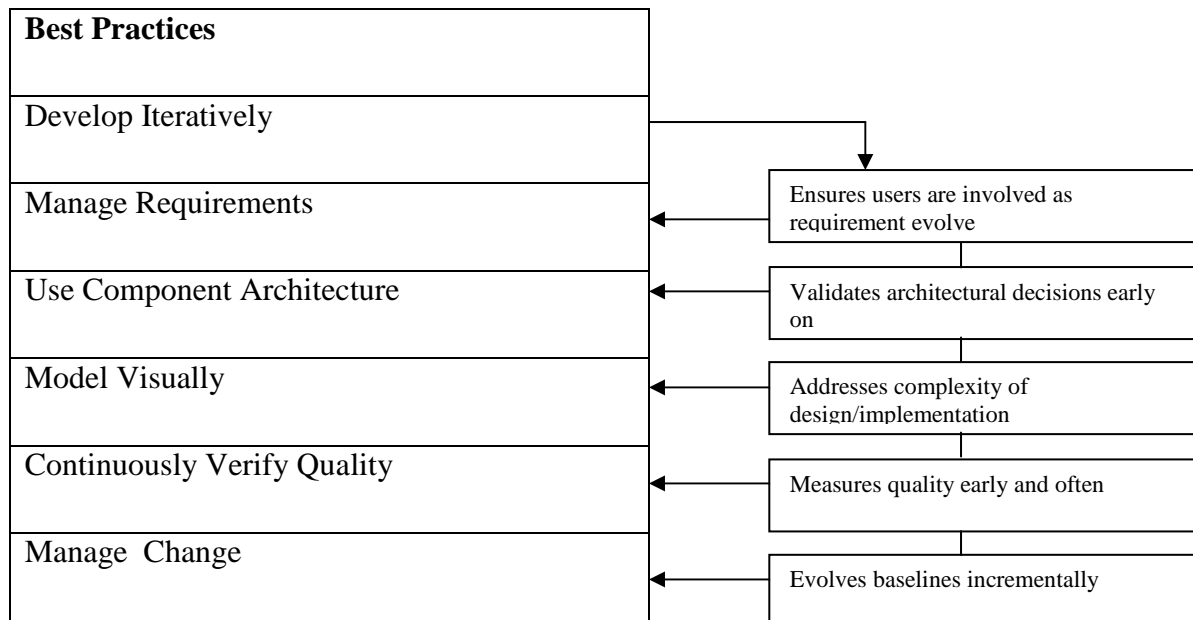 Best Practices
Develop Iteratively
Manage Requirements
Use Component Architecture
Model Visually
Continuously Verify Quality
Manage  Change
Ensures users are involved as
requirement evolve
Validates architectural decisions early
on
Addresses complexity of
design/implementation
Measures quality early and often
Evolves baselines incrementally